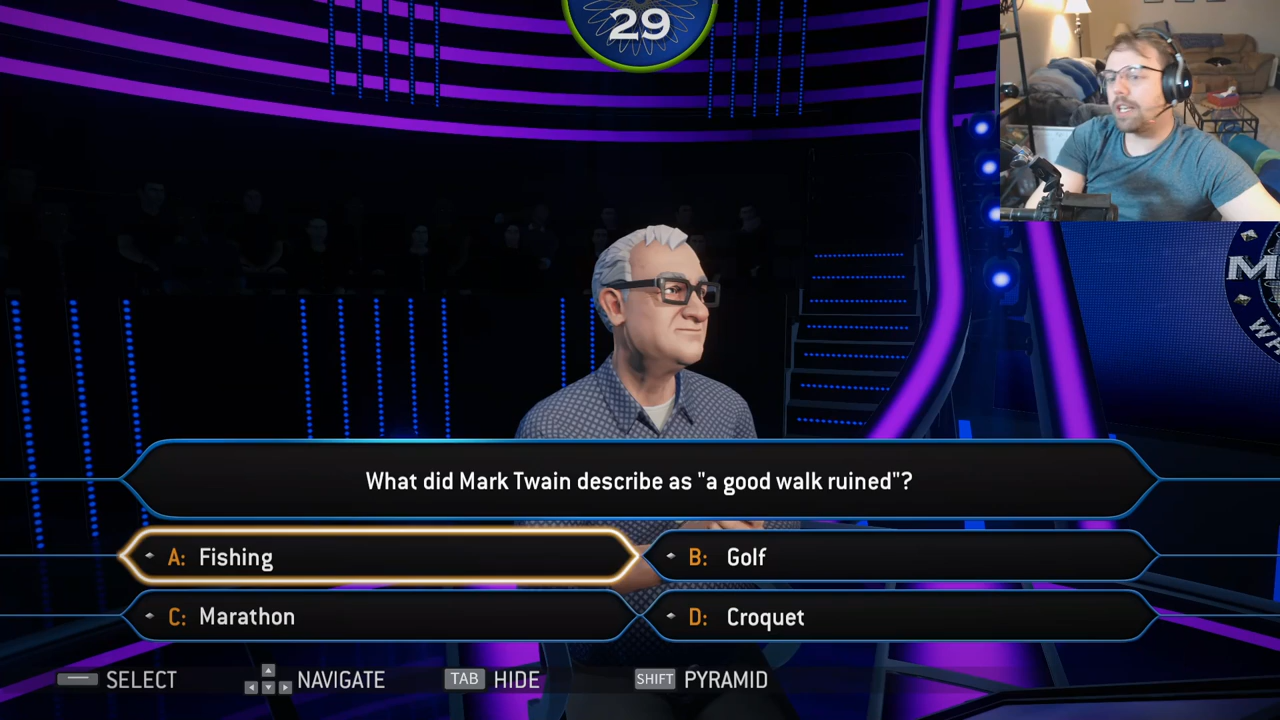 29
What did Mark Twain describe as "a good walk ruined"?
A: Fishing
B: Golf
C: Marathon
D: Croquet
SELECT
NAVIGATE
TAB HIDE
SHIFT PYRAMID